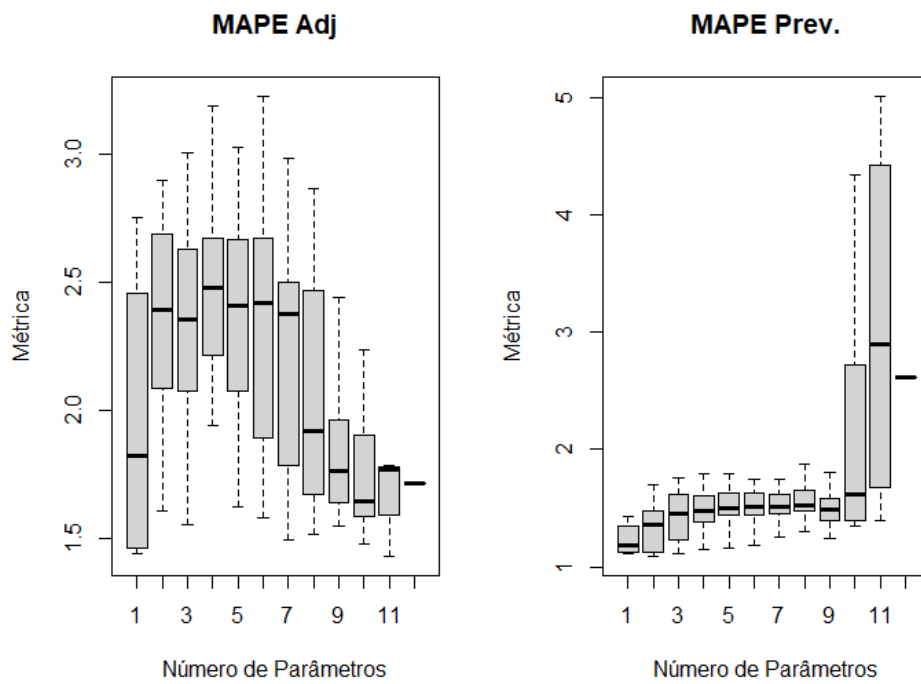 MAPE Adj
Métrica
3.0
2.5
2.0
1.5
1 3 5 7 9 11
Número de Parâmetros
MAPE Prev.
Métrica
5
4
3
2
1
1 3 5 7 9 11
Número de Parâmetros